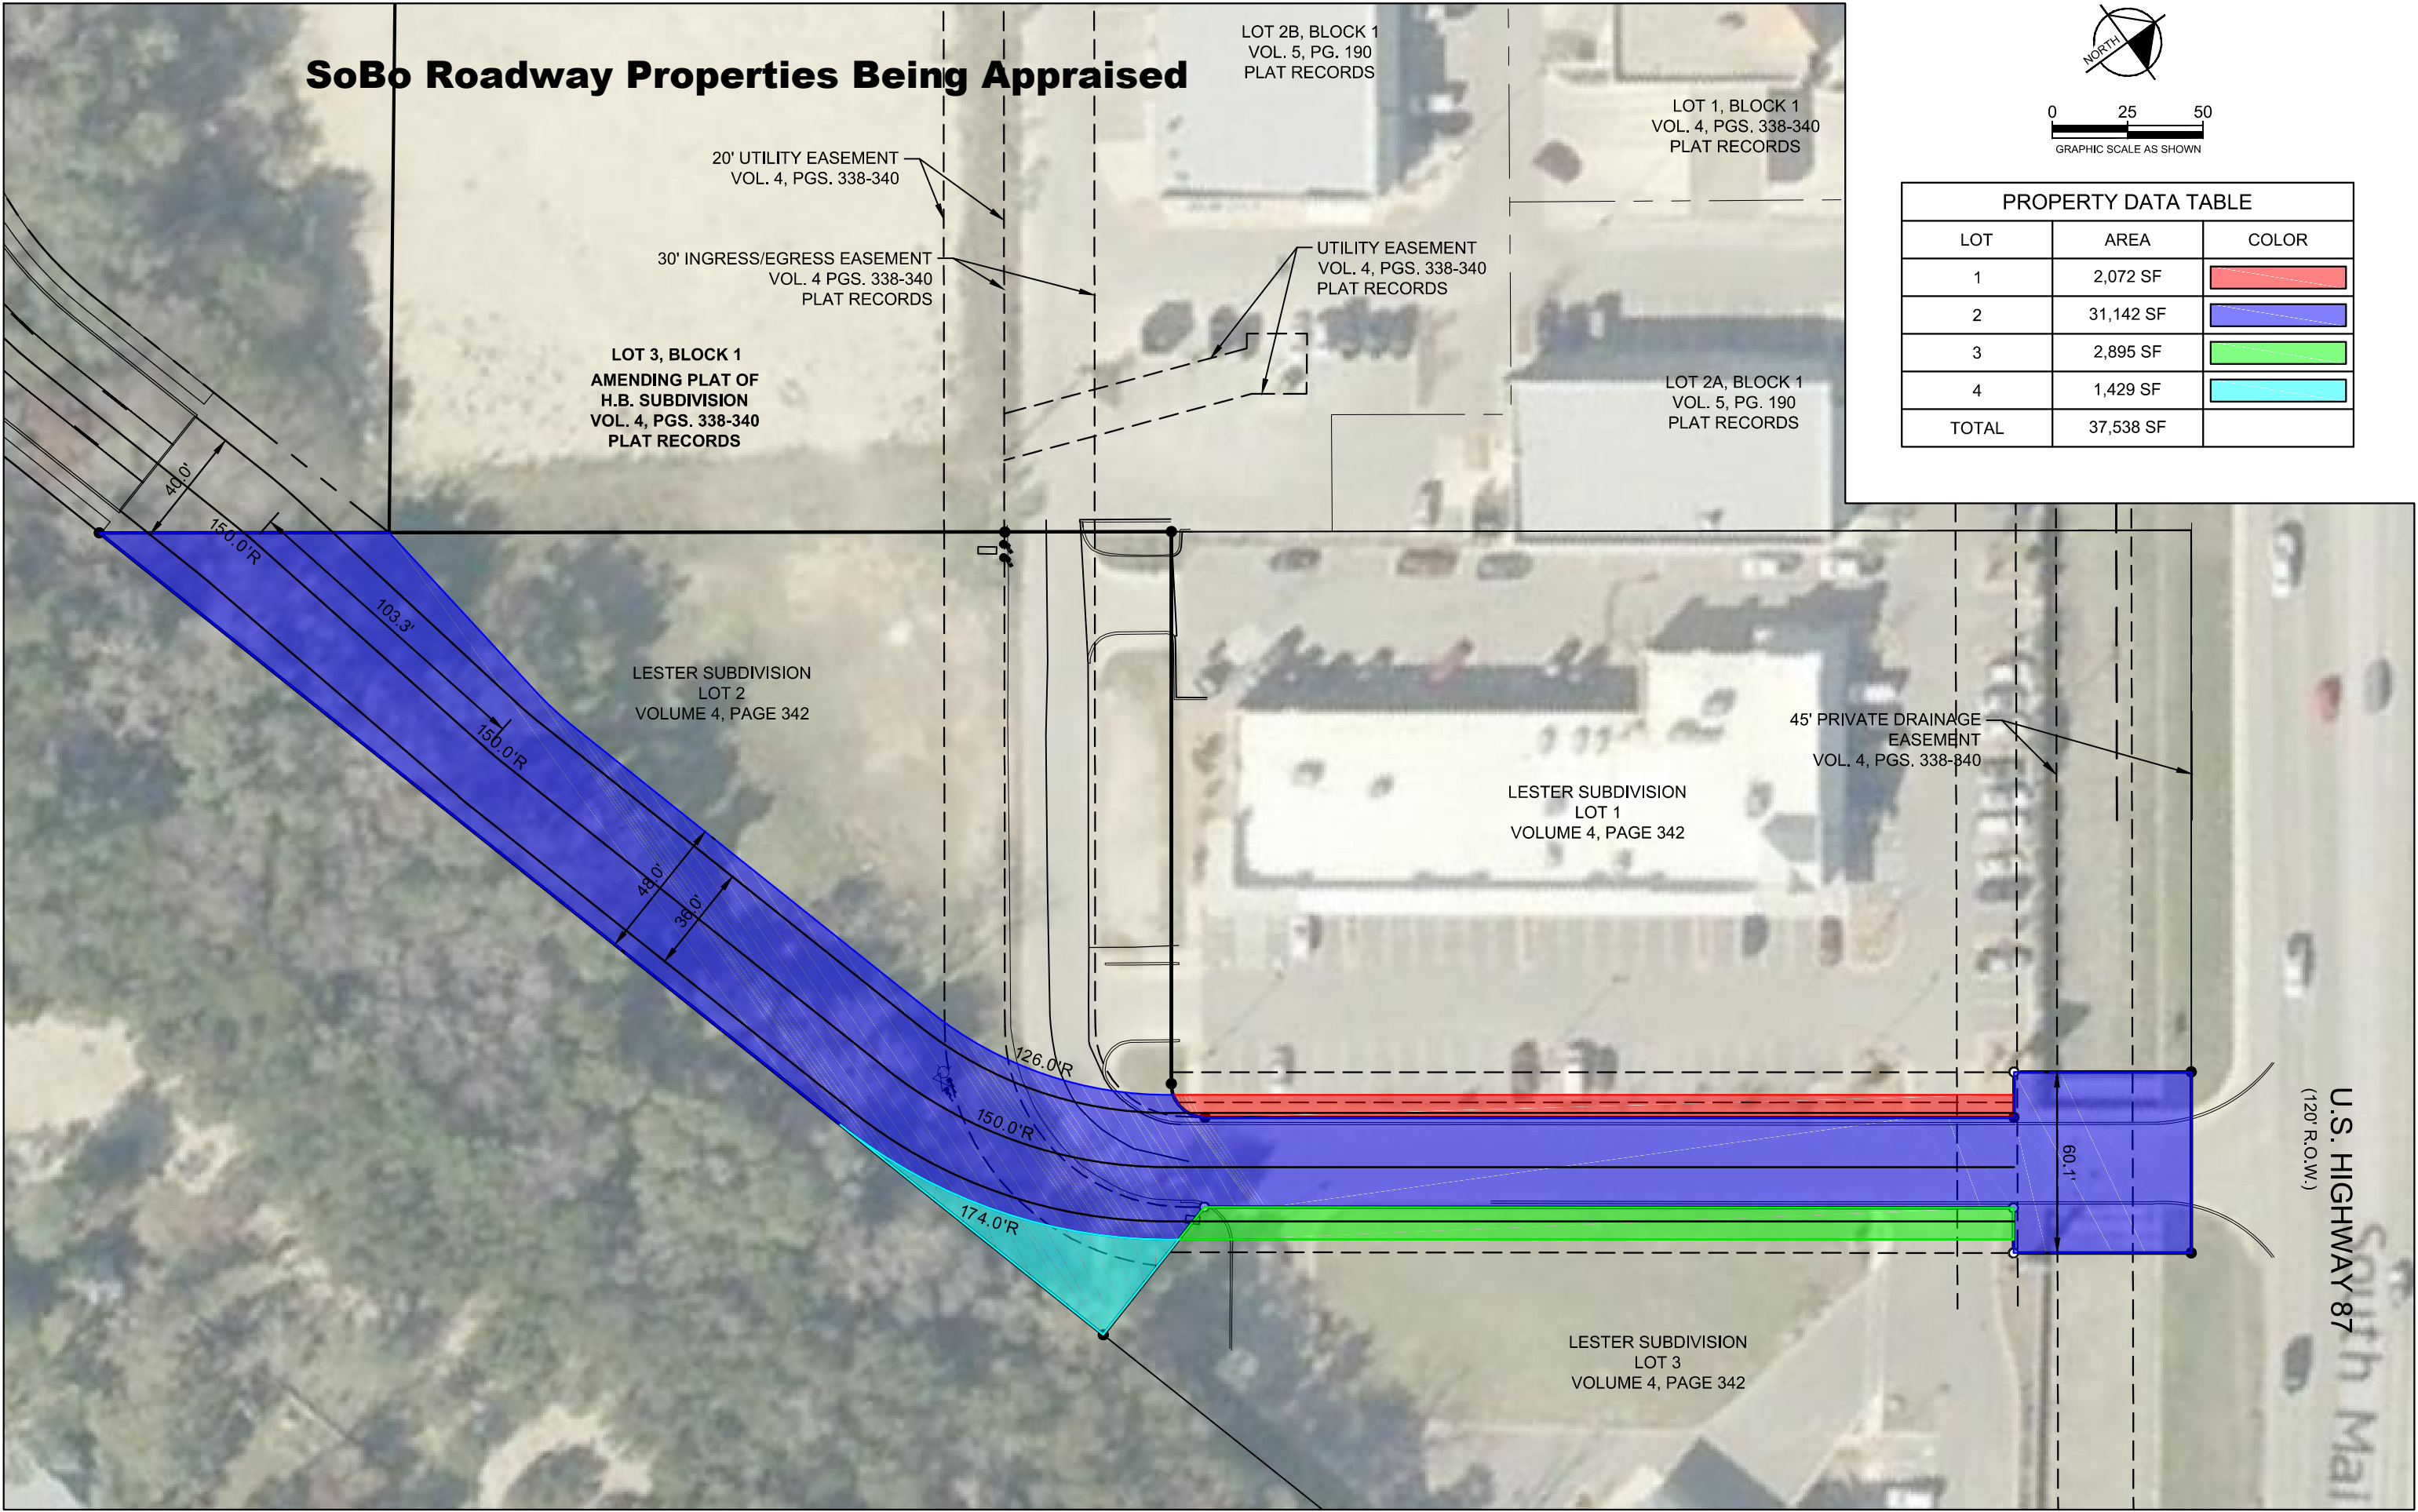 SoBo Roadway Properties Being Appraised
LOT 2B, BLOCK 1
VOL. 5, PG. 190
PLAT RECORDS
LOT 1, BLOCK 1
VOL. 4, PGS. 338-340
PLAT RECORDS
20' UTILITY EASEMENT
VOL. 4, PGS. 338-340
30' INGRESS/EGRESS EASEMENT
VOL. 4 PGS. 338-340
PLAT RECORDS
UTILITY EASEMENT
VOL. 4, PGS. 338-340
PLAT RECORDS
LOT 3, BLOCK 1
AMENDING PLAT OF
H.B. SUBDIVISION
VOL. 4, PGS. 338-340
PLAT RECORDS
LOT 2A, BLOCK 1
VOL. 5, PG. 190
PLAT RECORDS
NORTH
0 25 50
GRAPHIC SCALE AS SHOWN
PROPERTY DATA TABLE
LOT AREA COLOR
1 2,072 SF
2 31,142 SF
3 2,895 SF
4 1,429 SF
TOTAL 37,538 SF
40.0'
150.0'R
103.3'
150.0'R
LESTER SUBDIVISION
LOT 2
VOLUME 4, PAGE 342
45' PRIVATE DRAINAGE
EASEMENT
VOL. 4, PGS. 338-340
LESTER SUBDIVISION
LOT 1
VOLUME 4, PAGE 342
48.0'
36.0'
126.0'R
150.0'R
174.0'R
60.1'
U.S. HIGHWAY 87
(120' R.O.W.)
South Mai
LESTER SUBDIVISION
LOT 3
VOLUME 4, PAGE 342